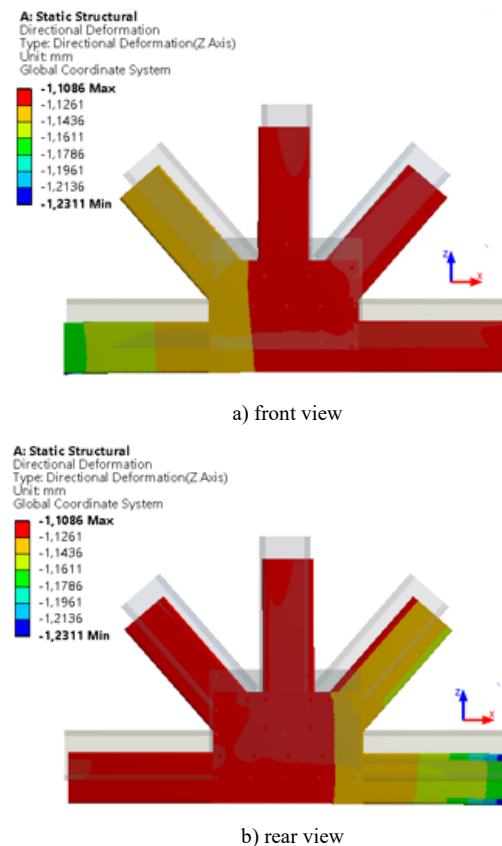 A: Static Structural
Directional Deformation
Type: Directional Deformation(Z Axis)
Unit: mm
Global Coordinate System
-1,1086 Max
-1,1261
-1,1436
-1,1611
-1,1786
-1,1961
-1,2136
-1,2311 Min
z
x
a) front view
A: Static Structural
Directional Deformation
Type: Directional Deformation(Z Axis)
Unit: mm
Global Coordinate System
-1,1086 Max
-1,1261
-1,1436
-1,1611
-1,1786
-1,1961
-1,2136
-1,2311 Min
z
x
b) rear view